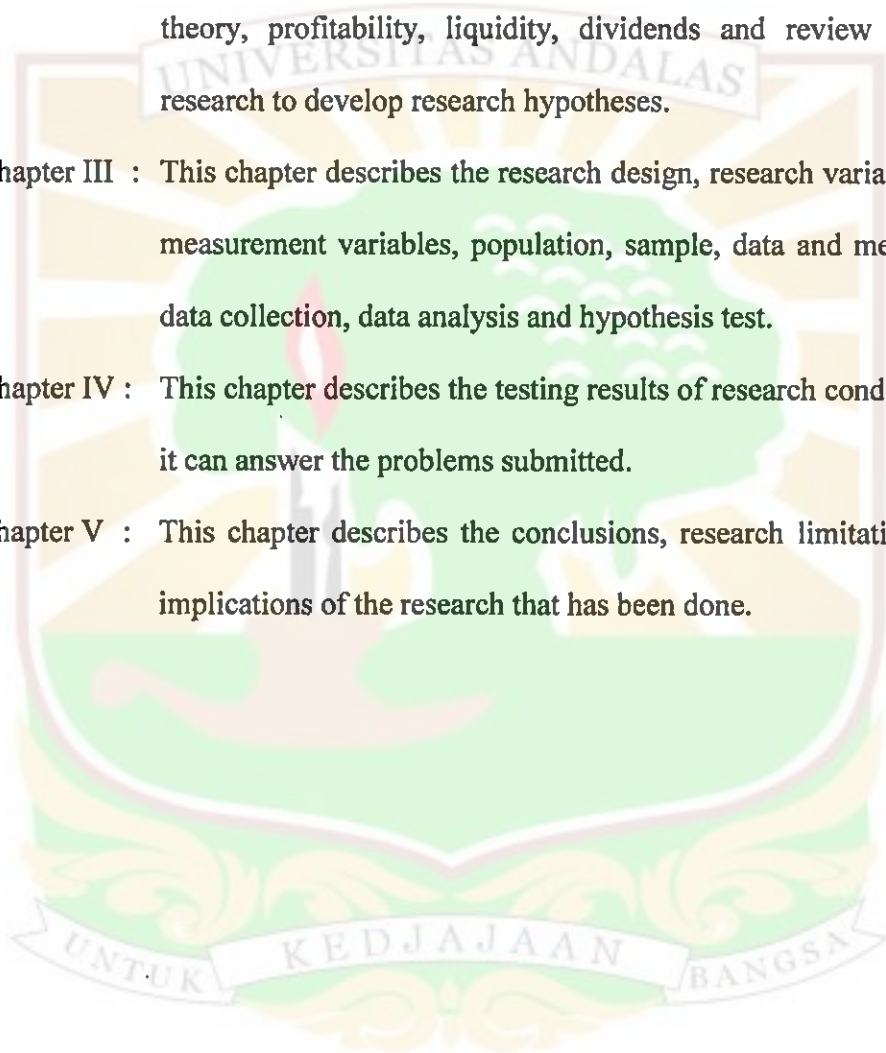 theory, profitability, liquidity, dividends and review
UNIVERSITAS ANDALAS
research to develop research hypotheses.
hapter III : This chapter describes the research design, research varia
measurement variables, population, sample, data and me
data collection, data analysis and hypothesis test.
hapter IV : This chapter describes the testing results of research cond
it can answer the problems submitted.
hapter V : This chapter describes the conclusions, research limitati
implications of the research that has been done.
UNTUK KEDJAJAAN BANGSA